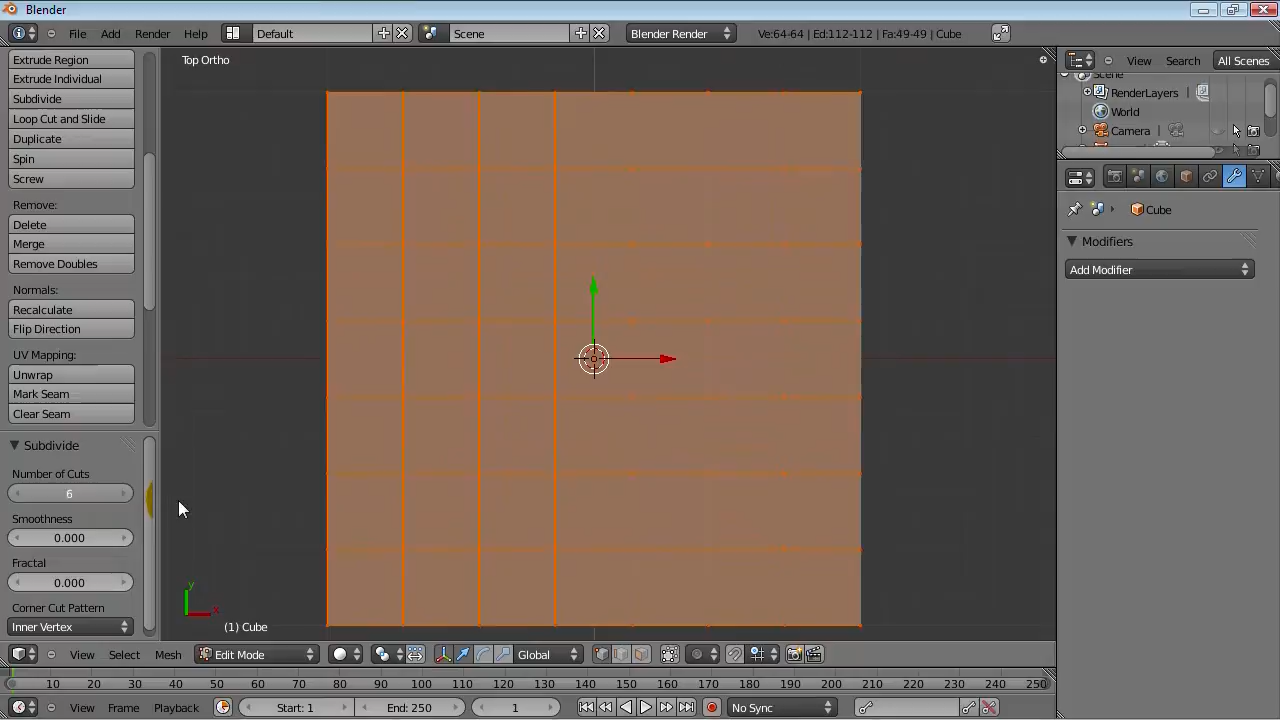 Blender
File Add Render Help Default Scene Blender Render Ve:64-64 | Ed:112-112 | Fa:49-49 | Cube
Extrude Region
Extrude Individual
Subdivide
Loop Cut and Slide
Duplicate
Spin
Screw
Remove:
Delete
Merge
Remove Doubles
Normals:
Recalculate
Flip Direction
UV Mapping:
Unwrap
Mark Seam
Clear Seam
Subdivide
Number of Cuts
6
Smoothness
0.000
Fractal
0.000
Corner Cut Pattern
Inner Vertex
Top Ortho
y
x
(1) Cube
View Search All Scenes
Scene
RenderLayers
World
Camera
Cube
Modifiers
Add Modifier
View Select Mesh Edit Mode Global
10 20 30 40 50 60 70 80 90 100 110 120 130 140 150 160 170 180 190 200 210 220 230 240 250
View Frame Playback Start: 1 End: 250 1 No Sync